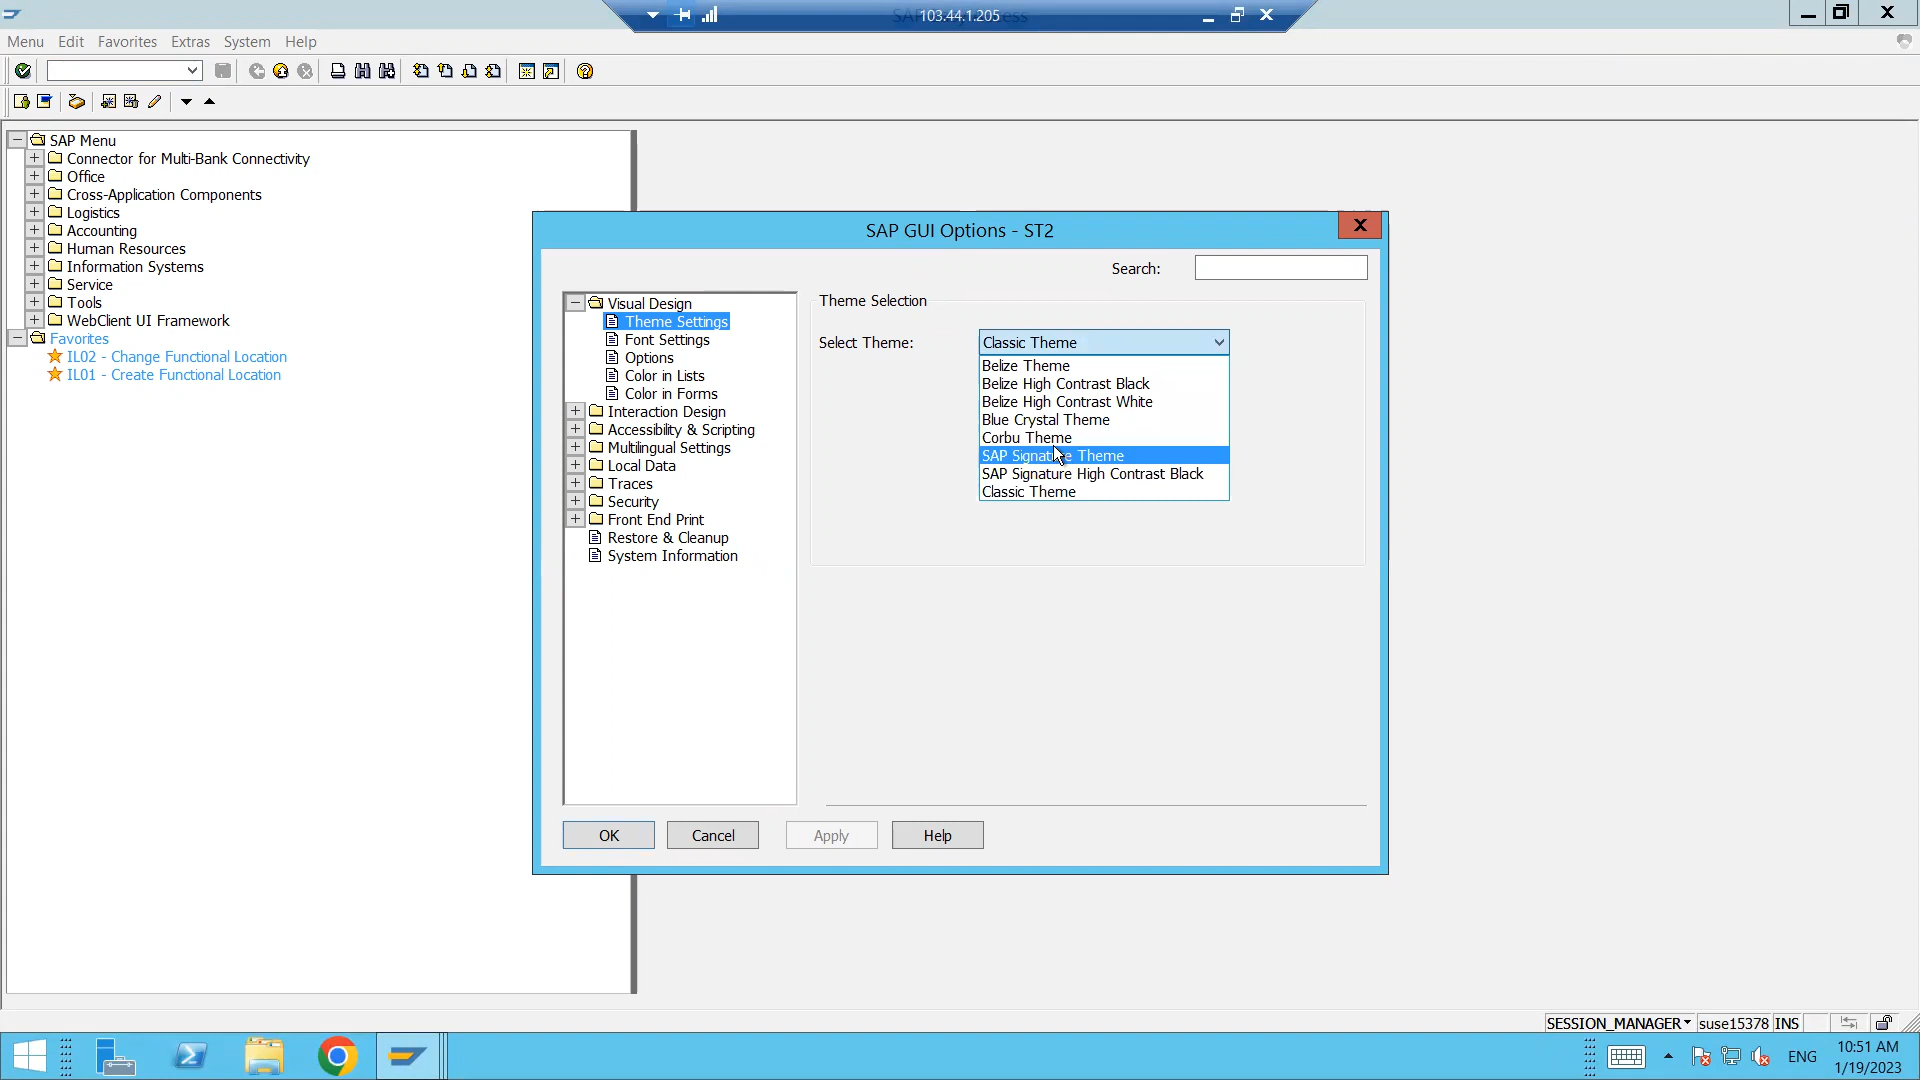 103.44.1.205
Menu Edit Favorites Extras System Help
SAP Menu
Connector for Multi-Bank Connectivity
Office
Cross-Application Components
Logistics
Accounting
Human Resources
Information Systems
Service
Tools
WebClient UI Framework
Favorites
IL02 - Change Functional Location
IL01 - Create Functional Location
SAP GUI Options - ST2
Search:
Visual Design
Theme Settings
Font Settings
Options
Color in Lists
Color in Forms
Interaction Design
Accessibility & Scripting
Multilingual Settings
Local Data
Traces
Security
Front End Print
Restore & Cleanup
System Information
Theme Selection
Select Theme: Classic Theme
Belize Theme
Belize High Contrast Black
Belize High Contrast White
Blue Crystal Theme
Corbu Theme
SAP Signature Theme
SAP Signature High Contrast Black
Classic Theme
OK Cancel Apply Help
SESSION_MANAGER suse15378 INS
ENG
10:51 AM
1/19/2023